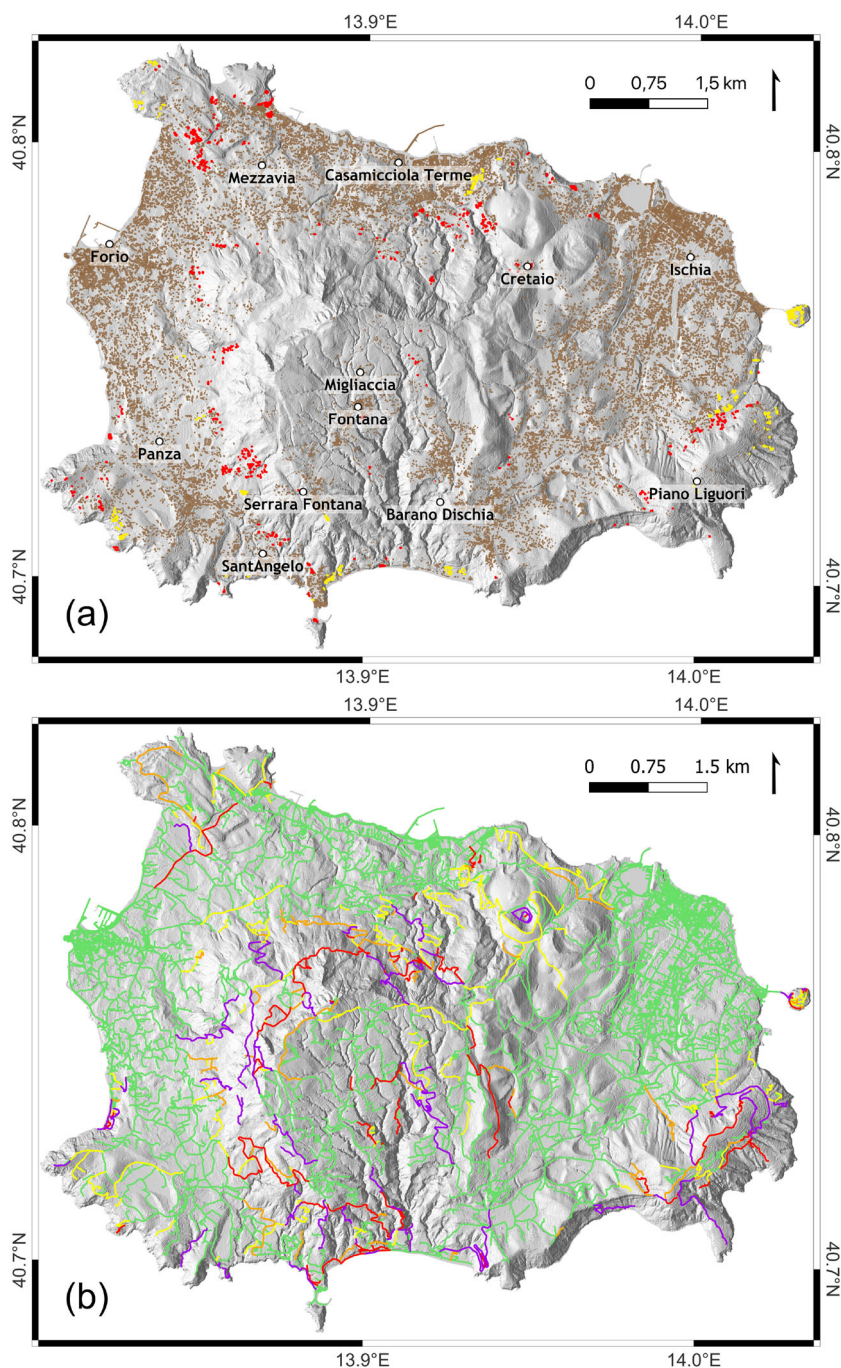 13.9°E 14.0°E
0 0,75 1,5 km
40.8°N 40.8°N
Mezzavia
Casamicciola Terme
Forio
Cretaio
Ischia
Migliaccia
Fontana
Panza
Serrara Fontana
Barano Dischia
Piano Liguori
SantAngelo
40.7°N 40.7°N
(a)
13.9°E 14.0°E
13.9°E 14.0°E
0 0.75 1.5 km
40.8°N 40.8°N
40.7°N 40.7°N
(b)
13.9°E 14.0°E